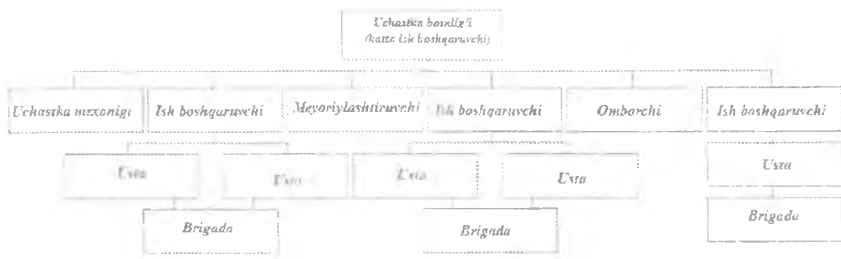 Uchastka boshlig'i
(katta ish boshqaruvchi)
Uchastka mexanigi
Ish boshqaruvchi
Meyoriylashtiruvchi
Ish boshqaruvchi
Omborchi
Ish boshqaruvchi
Usta
Usta
Usta
Usta
Usta
Brigada
Brigada
Brigada